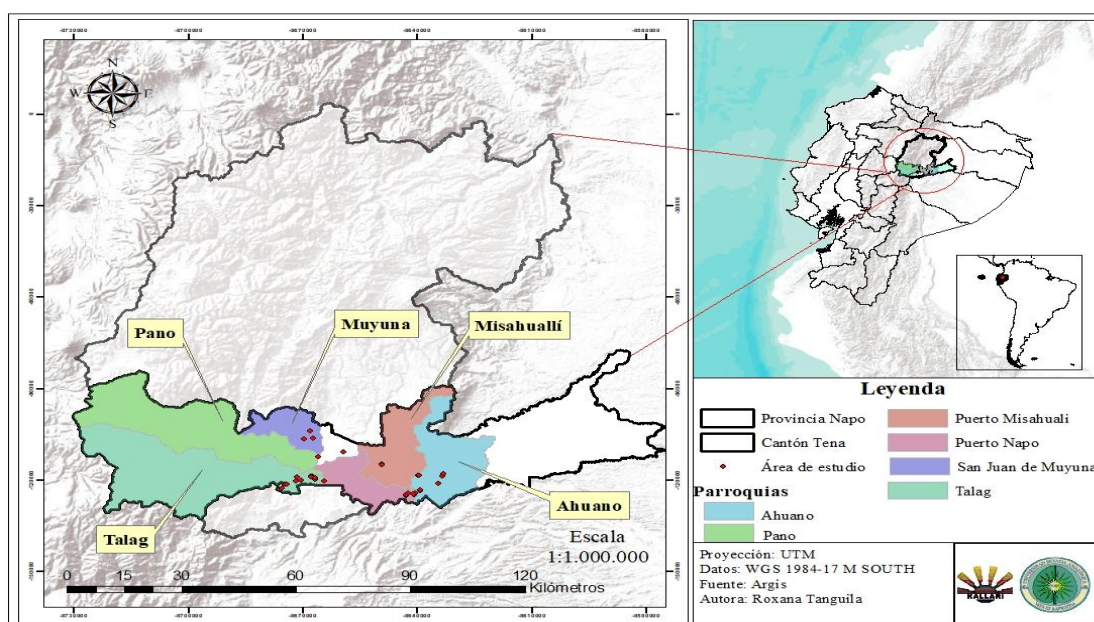 N
W E
S
Pano
Muyuna
Misahuallí
Talag
Ahuano
Escala
1:1.000.000
0 15 30 60 90 120
Kilómetros
Leyenda
Provincia Napo
Cantón Tena
Área de estudio
Parroquias
Ahuano
Pano
Puerto Misahuali
Puerto Napo
San Juan de Muyuna
Talag
Proyección: UTM
Datos: WGS 1984-17 M SOUTH
Fuente: Argis
Autora: Roxana Tanguila
KALLARI